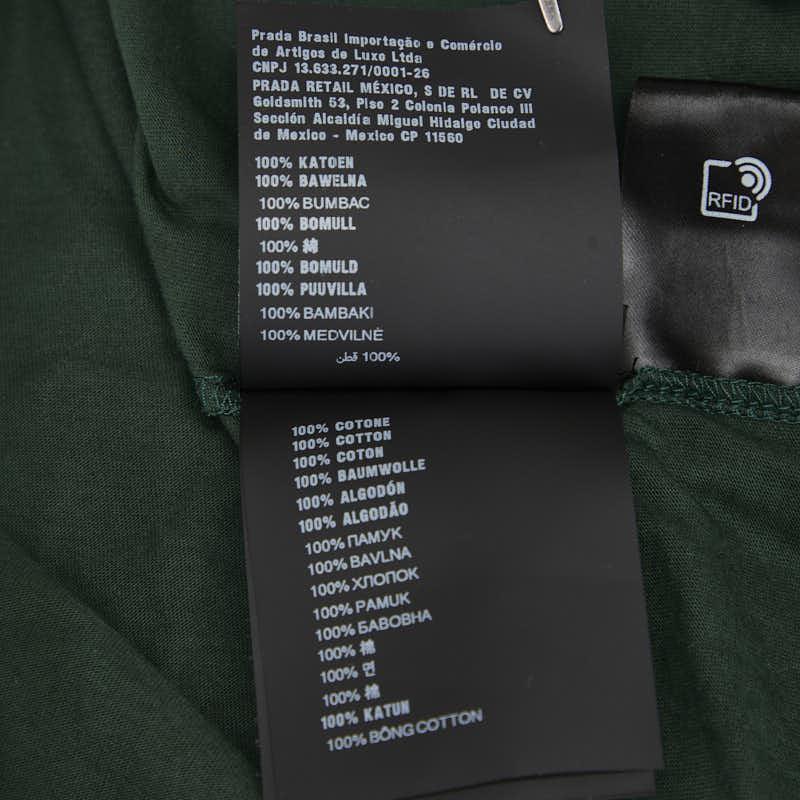 Prada Brasil Importação e Comércio
de Artigos de Luxo Ltda
CNPJ 13.633.271/0001-26
PRADA RETAIL MÉXICO, S DE RL DE CV
Goldsmith 53, Piso 2 Colonia Polanco III
Sección Alcaldía Miguel Hidalgo Ciudad
de Mexico - Mexico CP 11560
100% KATOEN
100% BAWELNA
100% BUMBAC
100% BOMULL
100% 綿
100% BOMULD
100% PUUVILLA
100% BAMBAKI
100% MEDVILNĖ
100% قطن
RFID
100% COTONE
100% COTTON
100% COTON
100% BAUMWOLLE
100% ALGODÓN
100% ALGODÃO
100% ПАМУК
100% BAVLNA
100% ХЛОПОК
100% PAMUK
100% БАВОВНА
100% 棉
100% 면
100% 棉
100% KATUN
100% BÔNG COTTON